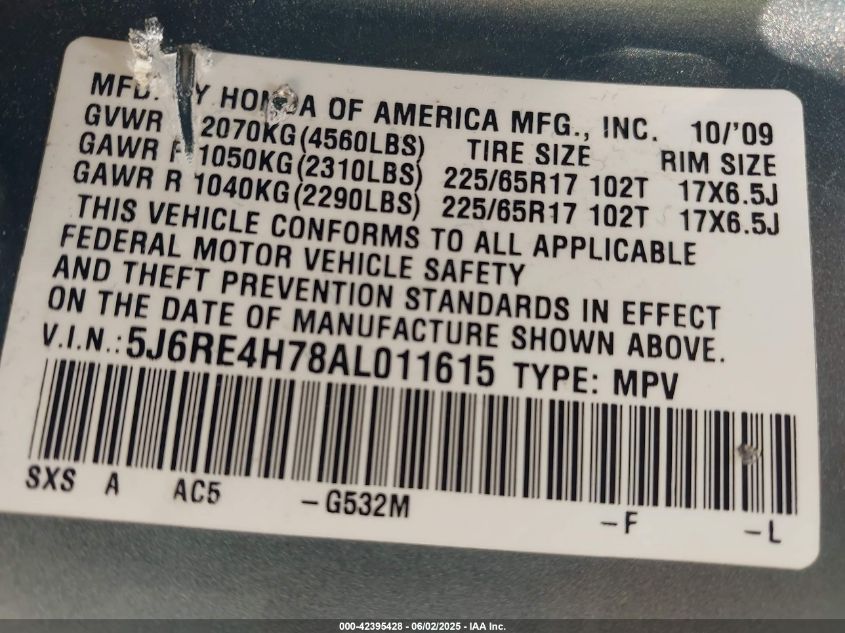 MFD. BY HONDA OF AMERICA MFG., INC. 10/'09
GVWR 2070KG(4560LBS) TIRE SIZE RIM SIZE
GAWR F 1050KG(2310LBS) 225/65R17 102T 17X6.5J
GAWR R 1040KG(2290LBS) 225/65R17 102T 17X6.5J
THIS VEHICLE CONFORMS TO ALL APPLICABLE
FEDERAL MOTOR VEHICLE SAFETY
AND THEFT PREVENTION STANDARDS IN EFFECT
ON THE DATE OF MANUFACTURE SHOWN ABOVE.
V.I.N.: 5J6RE4H78AL011615 TYPE: MPV
SXS A AC5 -G532M -F -L
000-42395428 - 06/02/2025 - IAA Inc.